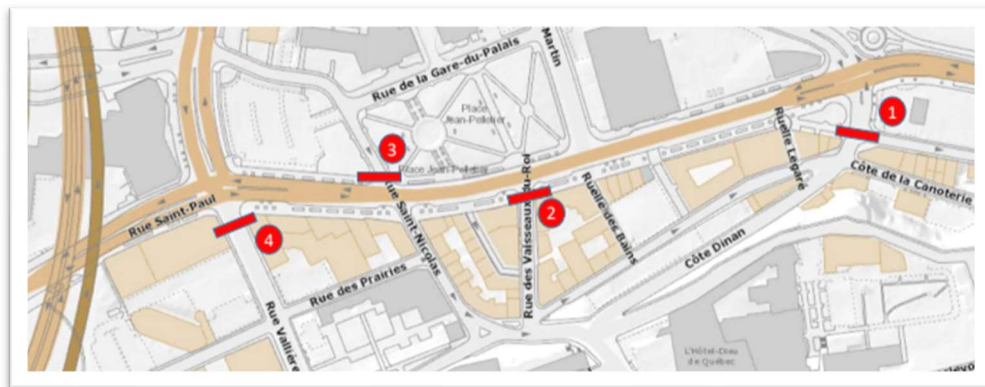 Rue de la Gare-du-Palais
Martin
Place
Jean-Pelletier
1
3
Place Jean-Pelletier
Ruelle Légaré
Côte de la Canoterie
Rue Saint-Paul
Rue Saint-Nicolas
Rue des Vaisseaux-du-Roi
2
Ruelle des Bains
4
Côte Dinan
Rue des Prairies
Rue Vallière
L'Hôtel-Dieu
de Québec